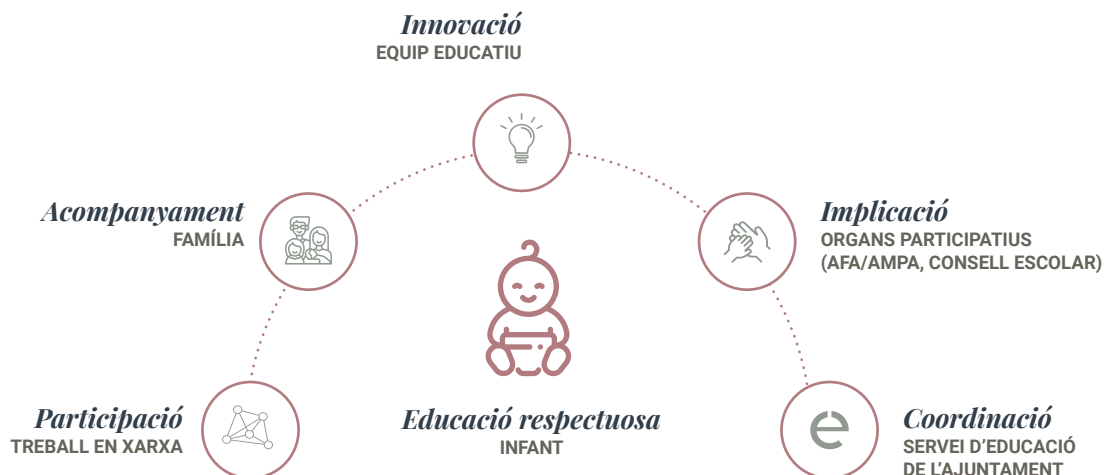 Innovació
EQUIP EDUCATIU
Acompanyament
FAMÍLIA
Implicació
ORGANS PARTICIPATIUS
(AFA/AMPA, CONSELL ESCOLAR)
Participació
TREBALL EN XARXA
Educació respectuosa
INFANT
Coordinació
SERVEI D'EDUCACIÓ
DE L'AJUNTAMENT